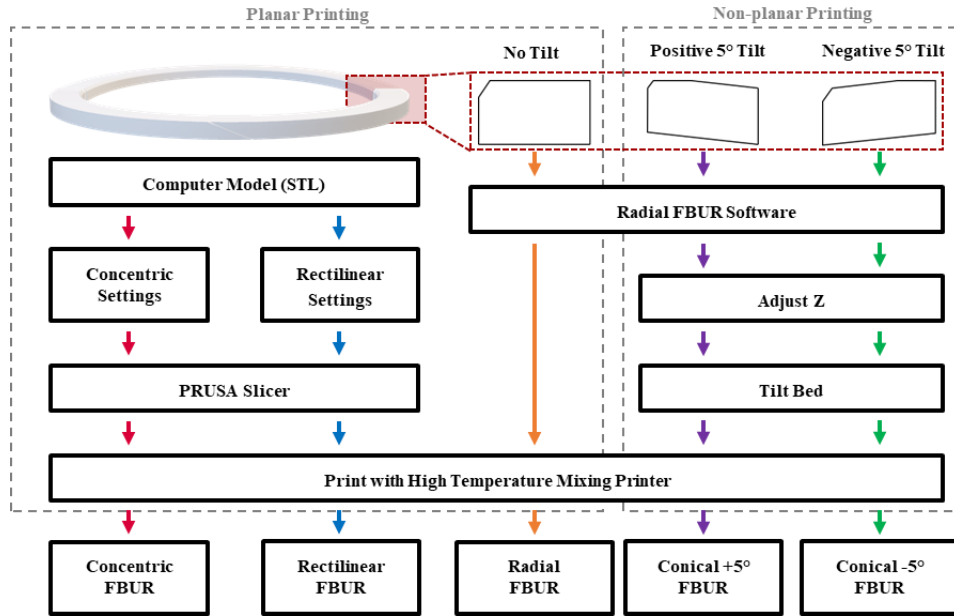 Planar Printing
Non-planar Printing
No Tilt
Positive 5° Tilt
Negative 5° Tilt
Computer Model (STL)
Radial FBUR Software
Concentric
Settings
Rectilinear
Settings
Adjust Z
PRUSA Slicer
Tilt Bed
Print with High Temperature Mixing Printer
Concentric
FBUR
Rectilinear
FBUR
Radial
FBUR
Conical +5°
FBUR
Conical -5°
FBUR